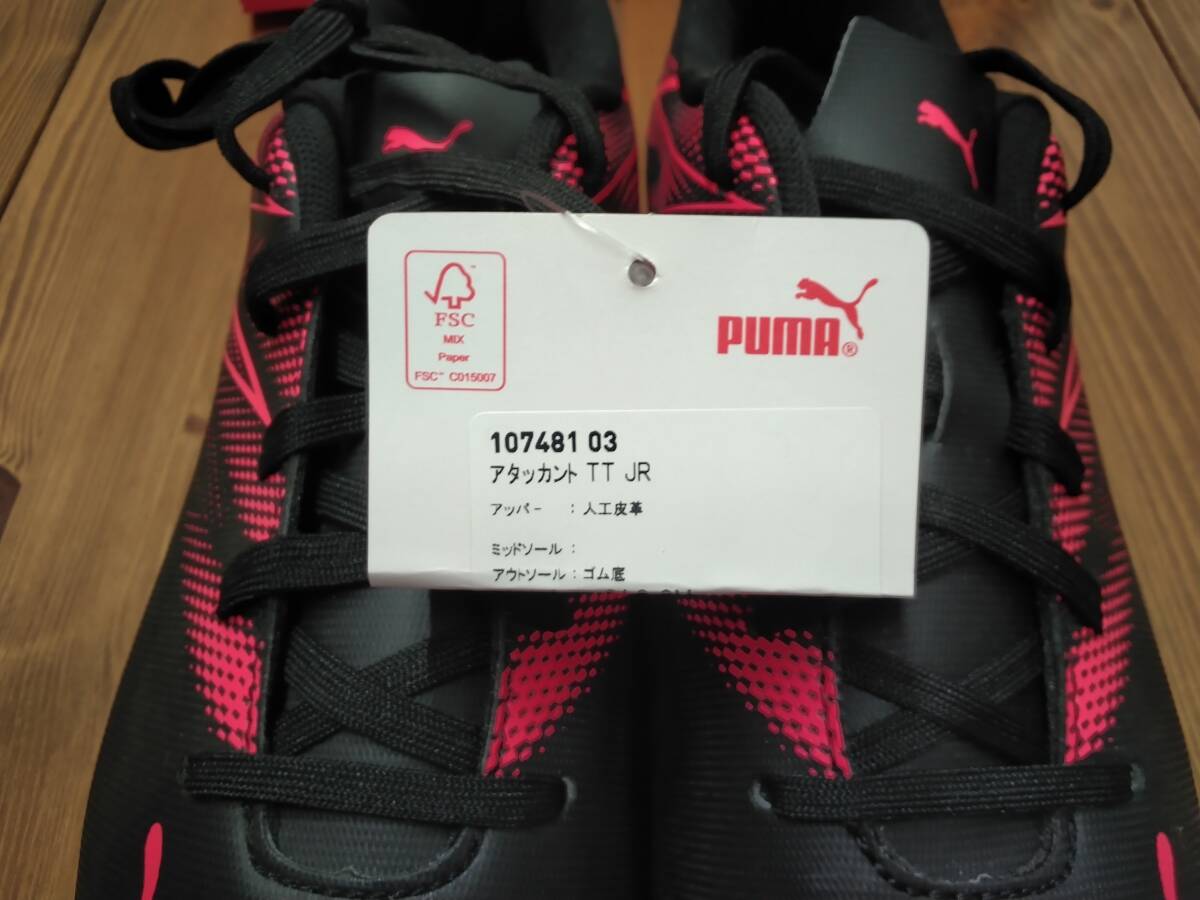 FSC
MIX
Paper
FSC™ C015007
PUMA®
107481 03
アタッカント TT JR
アッパー : 人工皮革
ミッドソール :
アウトソール : ゴム底